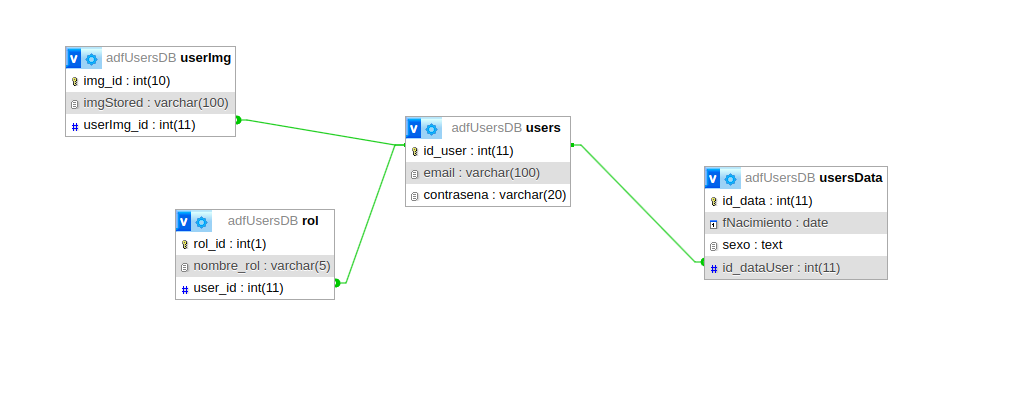 v adfUsersDB userImg
img_id : int(10)
imgStored : varchar(100)
# userImg_id : int(11)
v adfUsersDB users
id_user : int(11)
email : varchar(100)
contrasena : varchar(20)
v adfUsersDB usersData
id_data : int(11)
fNacimiento : date
sexo : text
# id_dataUser : int(11)
v adfUsersDB rol
rol_id : int(1)
nombre_rol : varchar(5)
# user_id : int(11)